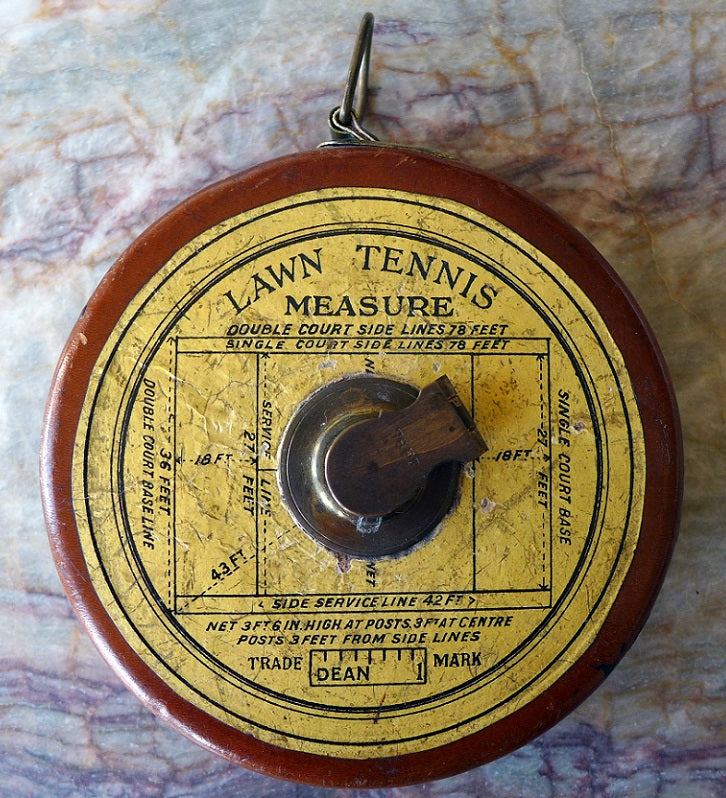 LAWN TENNIS
MEASURE
DOUBLE COURT SIDE LINES 78 FEET
SINGLE COURT SIDE LINES 78 FEET
DOUBLE COURT BASE LINE
36 FEET
18 FT
27 FEET
SERVICE LINE
43 FT
18 FT
27 FEET
SINGLE COURT BASE
SIDE SERVICE LINE 42 FT
NET 3 FT 6 IN. HIGH AT POSTS, 3 FT AT CENTRE
POSTS 3 FEET FROM SIDE LINES
TRADE DEAN 1 MARK